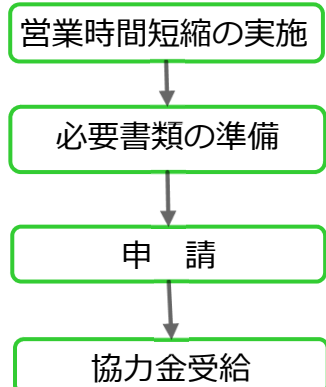 営業時間短縮の実施
必要書類の準備
申　請
協力金受給